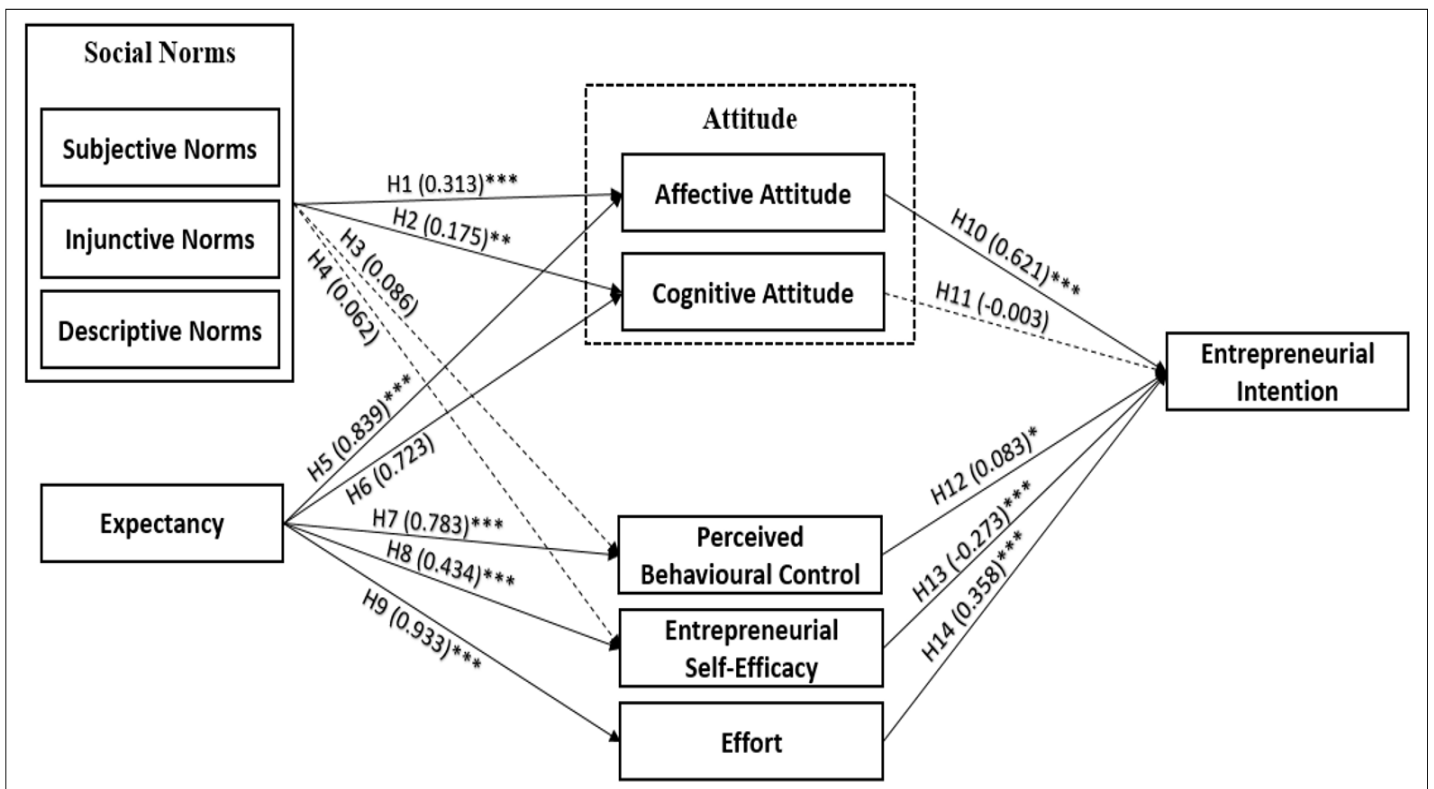 Social Norms
Subjective Norms
Injunctive Norms
Descriptive Norms
Expectancy
H1 (0.313)***
H2 (0.175)**
H3 (0.086)
H4 (0.062)
H5 (0.839)***
H6 (0.723)
H7 (0.783)***
H8 (0.434)***
H9 (0.933)***
Attitude
Affective Attitude
Cognitive Attitude
Perceived
Behavioural Control
Entrepreneurial
Self-Efficacy
Effort
H10 (0.621)***
H11 (-0.003)
H12 (0.083)*
H13 (-0.273)***
H14 (0.358)***
Entrepreneurial
Intention